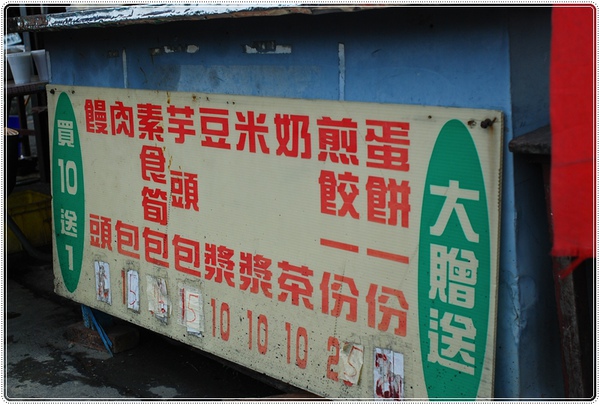 大贈送
蛋餅一份
煎餃一份 25
奶茶 10
米漿 10
豆漿 10
芋頭包 15
素食筍包
肉包
饅頭
買10送1